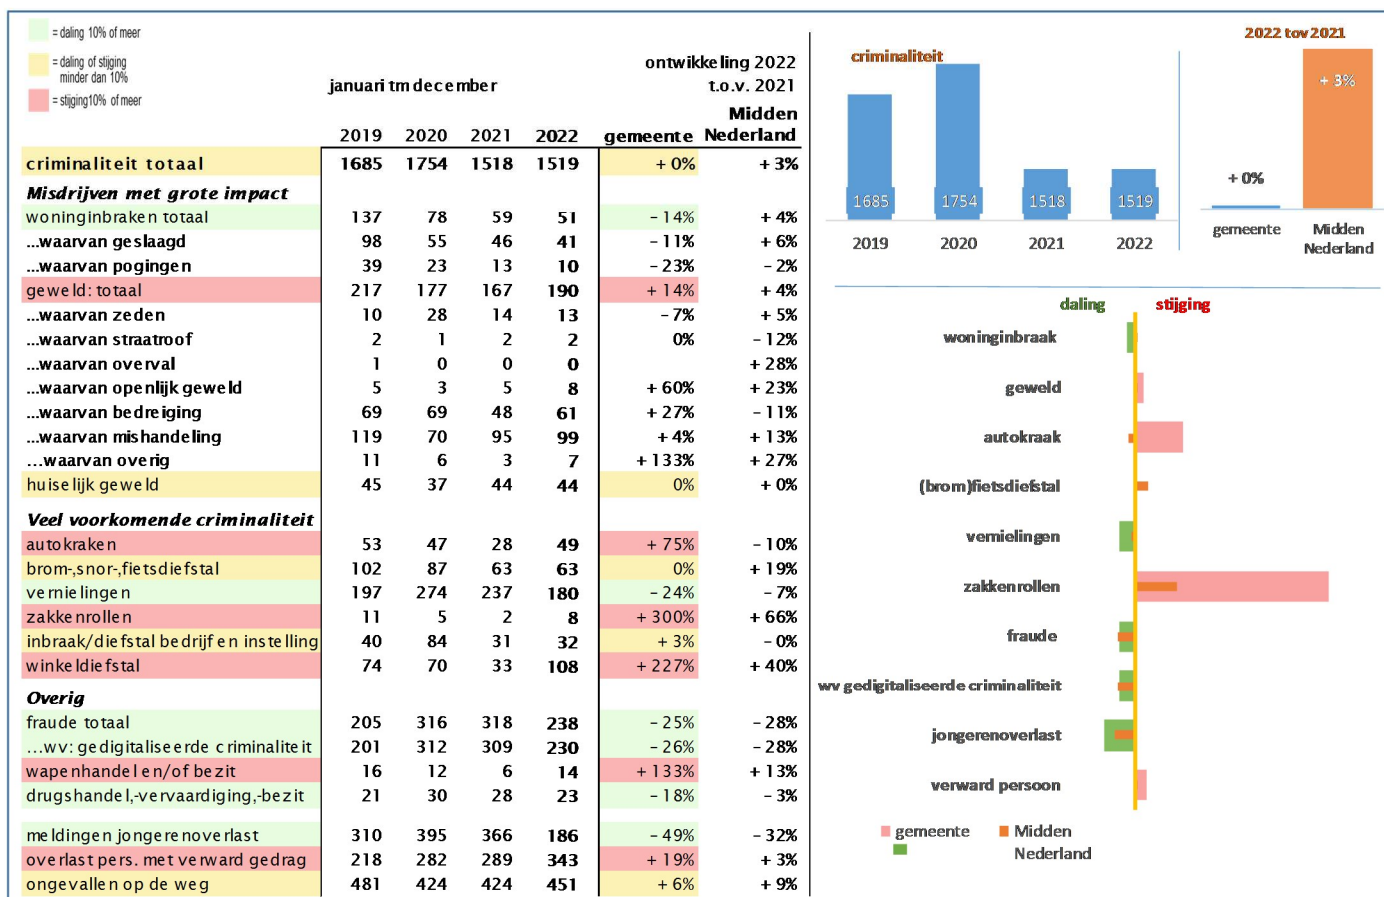 = daling 10% of meer
= daling of stijging
minder dan 10%
= stijging10% of meer
januari tm december
ontwikkeling 2022
t.o.v. 2021
2019 2020 2021 2022 gemeente Midden Nederland
criminaliteit totaal 1685 1754 1518 1519 + 0% + 3%
Misdrijven met grote impact
woninginbraken totaal 137 78 59 51 – 14% + 4%
...waarvan geslaagd 98 55 46 41 – 11% + 6%
...waarvan pogingen 39 23 13 10 – 23% – 2%
geweld: totaal 217 177 167 190 + 14% + 4%
...waarvan zeden 10 28 14 13 – 7% + 5%
...waarvan straatroof 2 1 2 2 0% – 12%
...waarvan overval 1 0 0 0 + 28%
...waarvan openlijk geweld 5 3 5 8 + 60% + 23%
...waarvan bedreiging 69 69 48 61 + 27% – 11%
...waarvan mishandeling 119 70 95 99 + 4% + 13%
...waarvan overig 11 6 3 7 + 133% + 27%
huiselijk geweld 45 37 44 44 0% + 0%
Veel voorkomende criminaliteit
autokraken 53 47 28 49 + 75% – 10%
brom-,snor-,fietsdiefstal 102 87 63 63 0% + 19%
vernielingen 197 274 237 180 – 24% – 7%
zakkenrollen 11 5 2 8 + 300% + 66%
inbraak/diefstal bedrijf en instelling 40 84 31 32 + 3% – 0%
winkeldiefstal 74 70 33 108 + 227% + 40%
Overig
fraude totaal 205 316 318 238 – 25% – 28%
...wv: gedigitaliseerde criminaliteit 201 312 309 230 – 26% – 28%
wapenhandel en/of bezit 16 12 6 14 + 133% + 13%
drugshandel,-vervaardiging,-bezit 21 30 28 23 – 18% – 3%
meldingen jongerenoverlast 310 395 366 186 – 49% – 32%
overlast pers. met verward gedrag 218 282 289 343 + 19% + 3%
ongevallen op de weg 481 424 424 451 + 6% + 9%
criminaliteit
1685 1754 1518 1519
2019 2020 2021 2022
2022 tov 2021
+ 3%
+ 0%
gemeente Midden
Nederland
daling stijging
woninginbraak
geweld
autokraak
(brom)fietsdiefstal
vernielingen
zakkenrollen
fraude
wv gedigitaliseerde criminaliteit
jongerenoverlast
verward persoon
gemeente Midden
Nederland